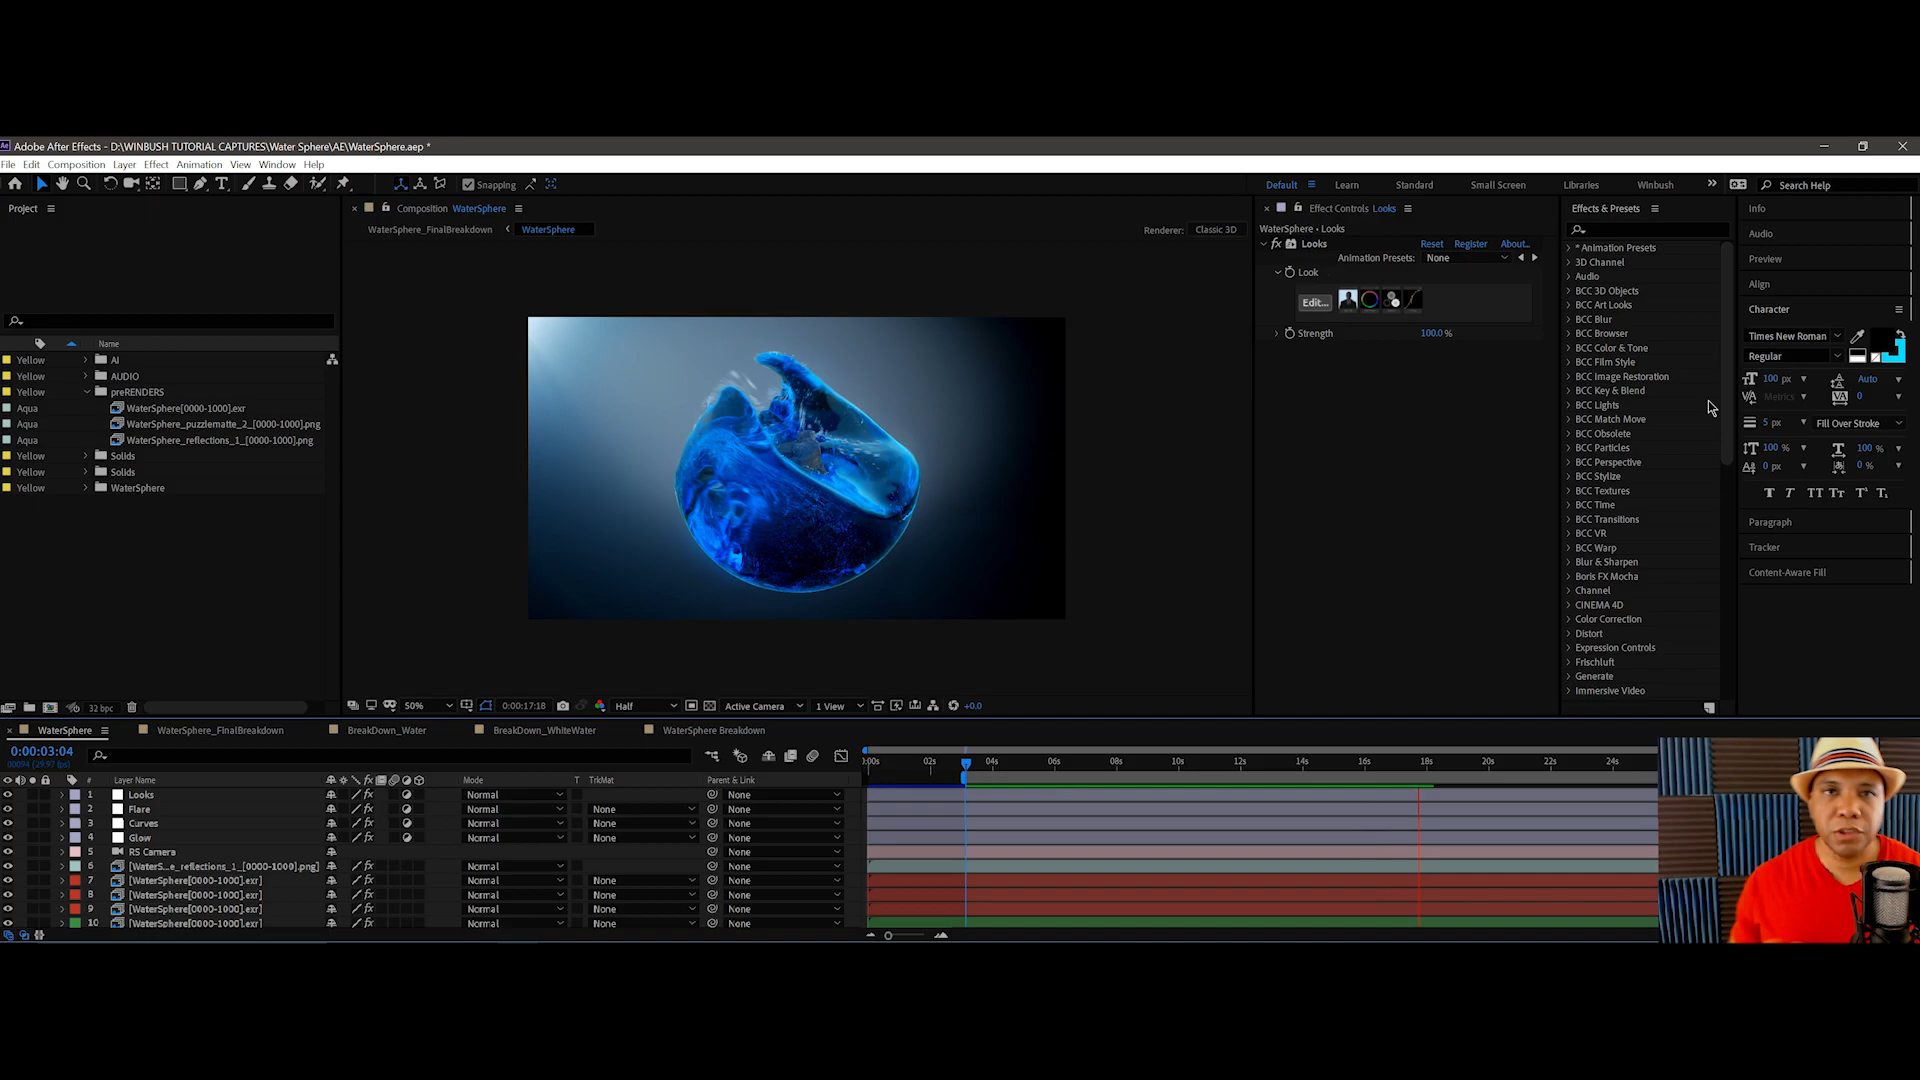 Adobe After Effects - D:\WINBUSH TUTORIAL CAPTURES\Water Sphere\AE\WaterSphere.aep *
File Edit Composition Layer Effect Animation View Window Help
Snapping
Default Learn Standard Small Screen Libraries Winbush Search Help
Project
Composition WaterSphere
WaterSphere_FinalBreakdown WaterSphere
Renderer: Classic 3D
Name
Yellow AI
Yellow AUDIO
Yellow preRENDERS
Aqua WaterSphere[0000-1000].exr
Aqua WaterSphere_puzzlematte_2_[0000-1000].png
Aqua WaterSphere_reflections_1_[0000-1000].png
Yellow Solids
Yellow Solids
Yellow WaterSphere
32 bpc
50% 0:00:17:18 Half Active Camera 1 View +0.0
Effect Controls Looks
WaterSphere • Looks
fx Looks Reset Register About...
Animation Presets: None
Look
Edit...
Strength 100.0 %
Effects & Presets
* Animation Presets
3D Channel
Audio
BCC 3D Objects
BCC Art Looks
BCC Blur
BCC Browser
BCC Color & Tone
BCC Film Style
BCC Image Restoration
BCC Key & Blend
BCC Lights
BCC Match Move
BCC Obsolete
BCC Particles
BCC Perspective
BCC Stylize
BCC Textures
BCC Time
BCC Transitions
BCC VR
BCC Warp
Blur & Sharpen
Boris FX Mocha
Channel
CINEMA 4D
Color Correction
Distort
Expression Controls
Frischluft
Generate
Immersive Video
Info
Audio
Preview
Align
Character
Times New Roman
Regular
100 px Auto
Metrics 0
5 px Fill Over Stroke
100 % 100 %
0 px 0 %
T T TT Tr T¹ T₁
Paragraph
Tracker
Content-Aware Fill
WaterSphere WaterSphere_FinalBreakdown BreakDown_Water BreakDown_WhiteWater WaterSphere Breakdown
0:00:03:04
00094 (29.97 fps)
:00s 02s 04s 06s 08s 10s 12s 14s 16s 18s 20s 22s 24s
# Layer Name Mode T TrkMat Parent & Link
1 Looks Normal None
2 Flare Normal None None
3 Curves Normal None None
4 Glow Normal None None
5 RS Camera None
6 [WaterS...e_reflections_1_[0000-1000].png] Normal None None
7 [WaterSphere[0000-1000].exr] Normal None None
8 [WaterSphere[0000-1000].exr] Normal None None
9 [WaterSphere[0000-1000].exr] Normal None None
10 [WaterSphere[0000-1000].exr] Normal None None